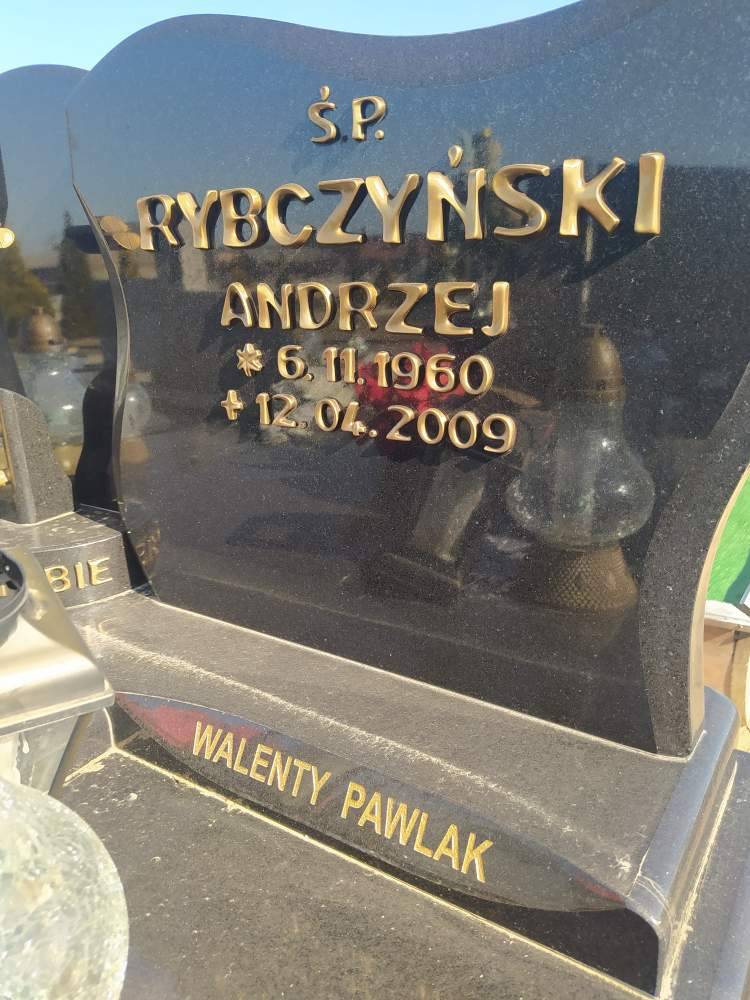 Ś.P.
RYBCZYŃSKI
ANDRZEJ
* 6.11.1960
+ 12.04.2009
BIE
WALENTY PAWLAK